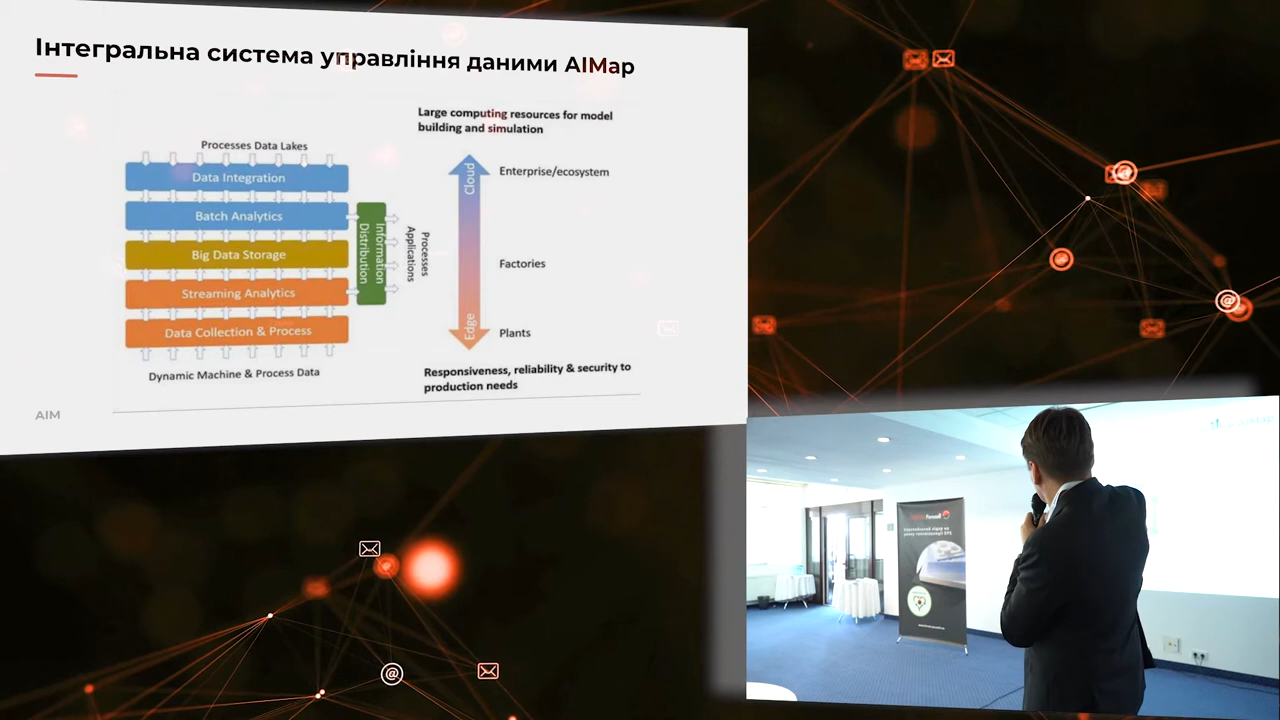 Інтегральна система управління даними AIMap
Large computing resources for model
building and simulation
Processes Data Lakes
Data Integration
Batch Analytics
Big Data Storage
Streaming Analytics
Data Collection & Process
Dynamic Machine & Process Data
Information
Distribution
Processes
Applications
Cloud
Edge
Enterprise/ecosystem
Factories
Plants
Responsiveness, reliability & security to
production needs
AIM